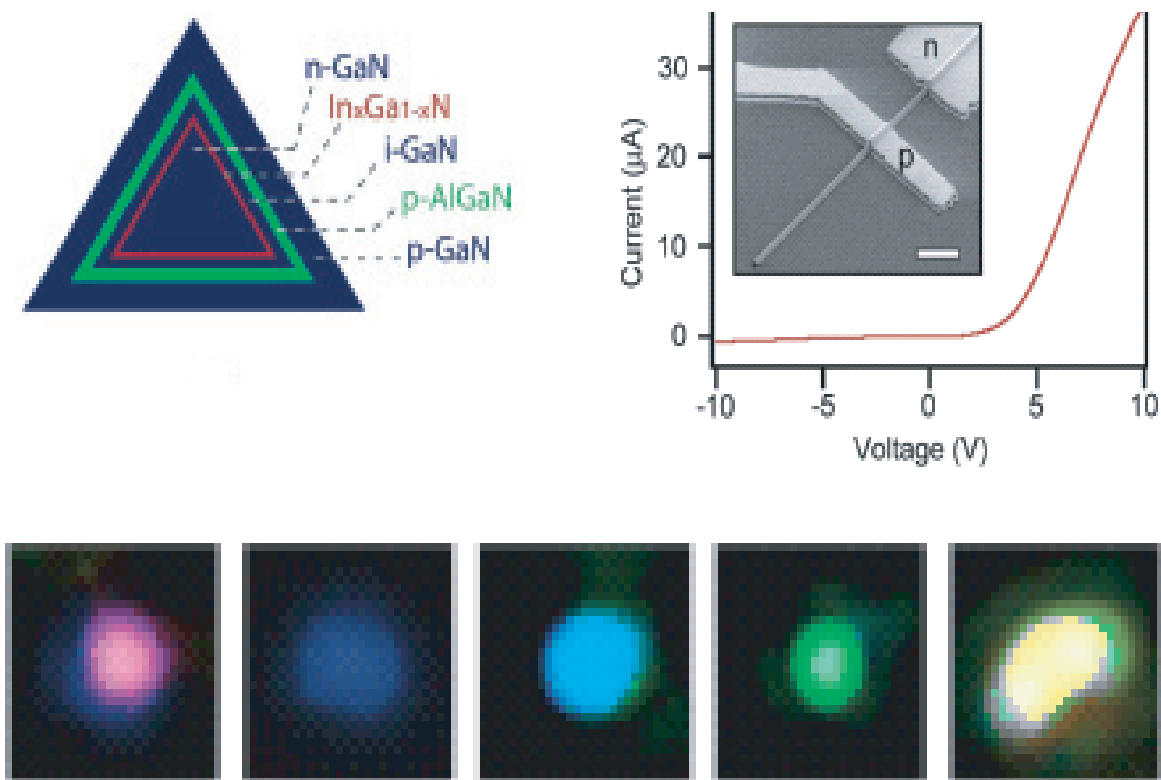 n-GaN
InxGa1-xN
i-GaN
p-AlGaN
p-GaN
Current (μA)
30
20
10
0
n
p
-10
-5
0
5
10
Voltage (V)